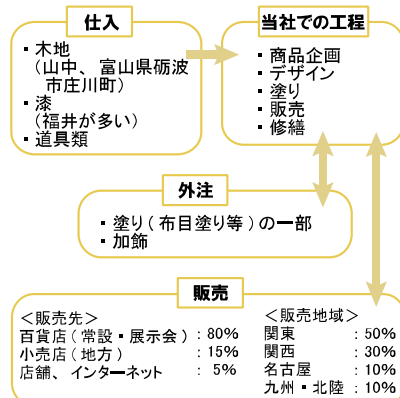 仕入
・木地
(山中、富山県砺波
市庄川町)
・漆
(福井が多い)
・道具類
当社での工程
・商品企画
・デザイン
・塗り
・販売
・修繕
外注
・塗り(布目塗り等)の一部
・加飾
販売
＜販売先＞
百貨店(常設・展示会):80%
小売店(地方):15%
店舗、インターネット:5%
＜販売地域＞
関東:50%
関西:30%
名古屋:10%
九州・北陸:10%